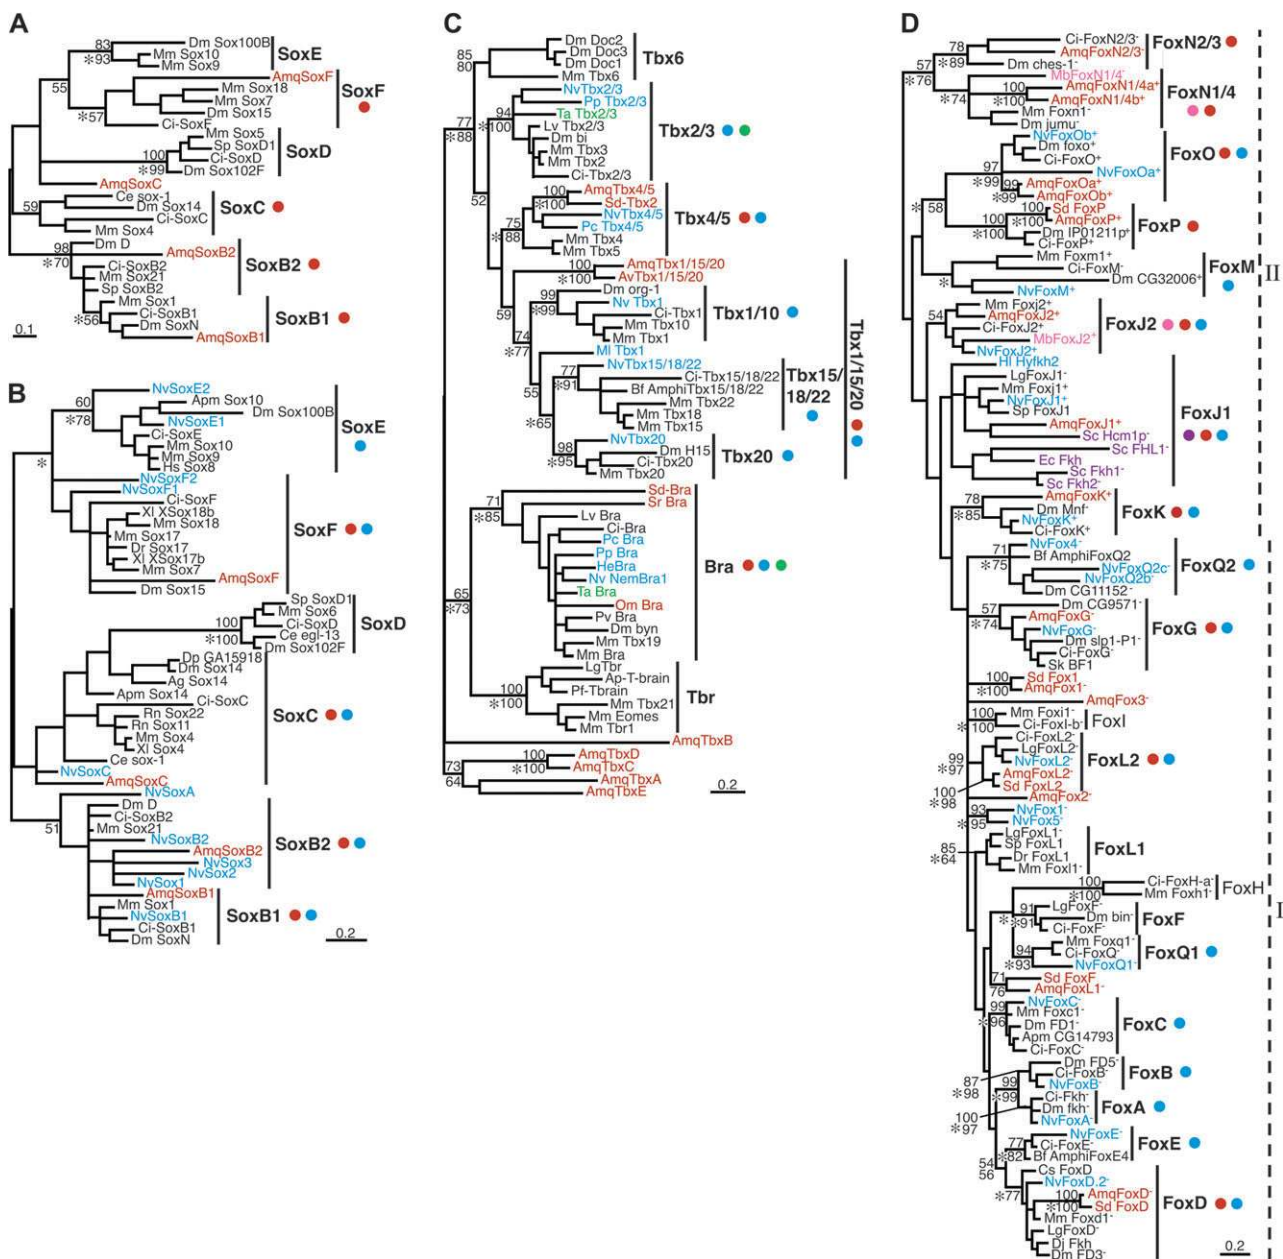 A
83
*93
55
*57
100
*99
59
98
*70
*56
Dm Sox100B
Mm Sox10
Mm Sox9
SoxE
AmqSoxF
Mm Sox18
Mm Sox7
Dm Sox15
Ci-SoxF
SoxF
Mm Sox5
Sp SoxD1
Ci-SoxD
Dm Sox102F
SoxD
AmqSoxC
Ce sox-1
Dm Sox14
Ci-SoxC
Mm Sox4
SoxC
Dm D
AmqSoxB2
Ci-SoxB2
Mm Sox21
Sp SoxB2
SoxB2
Mm Sox1
Ci-SoxB1
Dm SoxN
AmqSoxB1
SoxB1
0.1
B
60
*78
*
100
*100
51
NvSoxE2
Apm Sox10
Dm Sox100B
NvSoxE1
Ci-SoxE
Mm Sox10
Mm Sox9
Hs Sox8
SoxE
NvSoxF2
NvSoxF1
Ci-SoxF
Xl XSox18b
Mm Sox18
Mm Sox17
Dr Sox17
Xl XSox17b
Mm Sox7
AmqSoxF
Dm Sox15
SoxF
Sp SoxD1
Mm Sox6
Ci-SoxD
Ce egl-13
Dm Sox102F
SoxD
Dp GA15918
Dm Sox14
Ag Sox14
Apm Sox14
Ci-SoxC
Rn Sox22
Rn Sox11
Mm Sox4
Xl Sox4
Ce sox-1
NvSoxC
AmqSoxC
SoxC
NvSoxA
Dm D
Ci-SoxB2
Mm Sox21
NvSoxB2
AmqSoxB2
NvSox3
NvSox2
NvSox1
SoxB2
AmqSoxB1
Mm Sox1
NvSoxB1
Ci-SoxB1
Dm SoxN
SoxB1
0.2
C
85
80
77
*88
94
*100
52
100
*100
75
88
100
*100
59
99
*99
74
*77
77
*91
55
*65
98
*95
71
*85
65
*73
100
*100
100
*100
73
64
Dm Doc2
Dm Doc3
Dm Doc1
Mm Tbx6
Tbx6
NvTbx2/3
Pp Tbx2/3
Ta Tbx2/3
Lv Tbx2/3
Dm bi
Mm Tbx3
Mm Tbx2
Ci-Tbx2/3
Tbx2/3
AmqTbx4/5
Sd-Tbx2
NvTbx4/5
Pc Tbx4/5
Mm Tbx4
Mm Tbx5
Tbx4/5
AmqTbx1/15/20
AvTbx1/15/20
Dm org-1
Nv Tbx1
Ci-Tbx1
Mm Tbx10
Mm Tbx1
Tbx1/10
Ml Tbx1
NvTbx15/18/22
Ci-Tbx15/18/22
Bf AmphiTbx15/18/22
Mm Tbx22
Mm Tbx18
Mm Tbx15
Tbx15/
18/22
NvTbx20
Dm H15
Ci-Tbx20
Mm Tbx20
Tbx20
Tbx1/15/20
Sd-Bra
Sr Bra
Lv Bra
Ci-Bra
Pc Bra
Pp Bra
HeBra
Nv NemBra1
Ta Bra
Om Bra
Pv Bra
Dm byn
Mm Tbx19
Mm Bra
Bra
LgTbr
Ap-T-brain
Pf-Tbrain
Mm Tbx21
Mm Eomes
Mm Tbr1
Tbr
AmqTbxB
AmqTbxD
AmqTbxC
AmqTbxA
AmqTbxE
0.2
D
78
*89
57
*76
100
*100
*74
97
*99
99
*99
*
58
100
*100
100
*100
*
54
78
*85
71
*75
57
*74
100
*100
100
*100
99
*97
100
*98
93
*95
85
*64
100
*100
*
91
*91
94
*93
71
76
99
*96
87
*98
99
*99
100
*97
77
*82
54
56
*77
100
*100
Ci-FoxN2/3-
AmqFoxN2/3-
Dm ches-1-
FoxN2/3
MbFoxN1/4-
AmqFoxN1/4a+
AmqFoxN1/4b+
Mm Foxn1-
Dm jumu-
FoxN1/4
NvFoxOb+
Dm foxo+
Ci-FoxO+
NvFoxOa+
AmqFoxOa+
AmqFoxOb+
FoxO
Sd FoxP
AmqFoxP+
Dm IP01211p+
Ci-FoxP+
FoxP
Mm Foxm1+
Ci-FoxM-
Dm CG32006+
NvFoxM+
FoxM
Mm Foxj2+
AmqFoxJ2+
Ci-FoxJ2+
MbFoxJ2+
NvFoxJ2+
FoxJ2
II
Hl Hyfkh2
LgFoxJ1-
Mm Foxj1+
NvFoxJ1+
Sp FoxJ1
AmqFoxJ1+
Sc Hcm1p-
Sc FHL1-
Ec Fkh
Sc Fkh1-
Sc Fkh2-
FoxJ1
AmqFoxK+
Dm Mnf-
NvFoxK+
Ci-FoxK+
FoxK
NvFox4-
Bf AmphiFoxQ2
NvFoxQ2c-
NvFoxQ2b-
Dm CG11152-
FoxQ2
Dm CG9571-
AmqFoxG-
NvFoxG-
Dm slp1-P1-
Ci-FoxG-
Sk BF1
FoxG
Sd Fox1
AmqFox1-
AmqFox3-
Mm Foxi1-
Ci-FoxI-b-
FoxI
Ci-FoxL2-
LgFoxL2-
NvFoxL2-
AmqFoxL2-
Sd FoxL2
FoxL2
AmqFox2-
NvFox1-
NvFox5-
LgFoxL1-
Sp FoxL1
Dr FoxL1
Mm Foxl1-
FoxL1
Ci-FoxH-a-
Mm Foxh1-
FoxH
I
LgFoxF-
Dm bin-
Ci-FoxF-
FoxF
Mm Foxq1-
Ci-FoxQ-
NvFoxQ1-
FoxQ1
Sd FoxF
AmqFoxL1-
NvFoxC-
Mm Foxc1-
Dm FD1-
Apm CG14793
Ci-FoxC-
FoxC
Dm FD5-
Ci-FoxB-
NvFoxB-
FoxB
Ci-Fkh-
Dm fkh-
NvFoxA-
FoxA
NvFoxE-
Ci-FoxE-
Bf AmphiFoxE4
FoxE
Cs FoxD
NvFoxD.2-
AmqFoxD-
Sd FoxD
Mm Foxd1-
LgFoxD-
Dj Fkh
Dm FD3-
FoxD
0.2